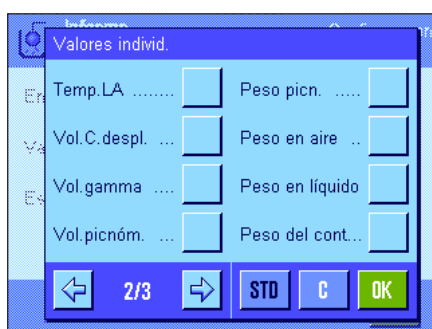 Informe
Valores individ.
Temp.LA ........
Peso picn. .....
Vol.C.despl. ...
Peso en aire ..
Vol.gamma ....
Peso en líquido
Vol.picnóm. ...
Peso del cont...
2/3
STD
C
OK